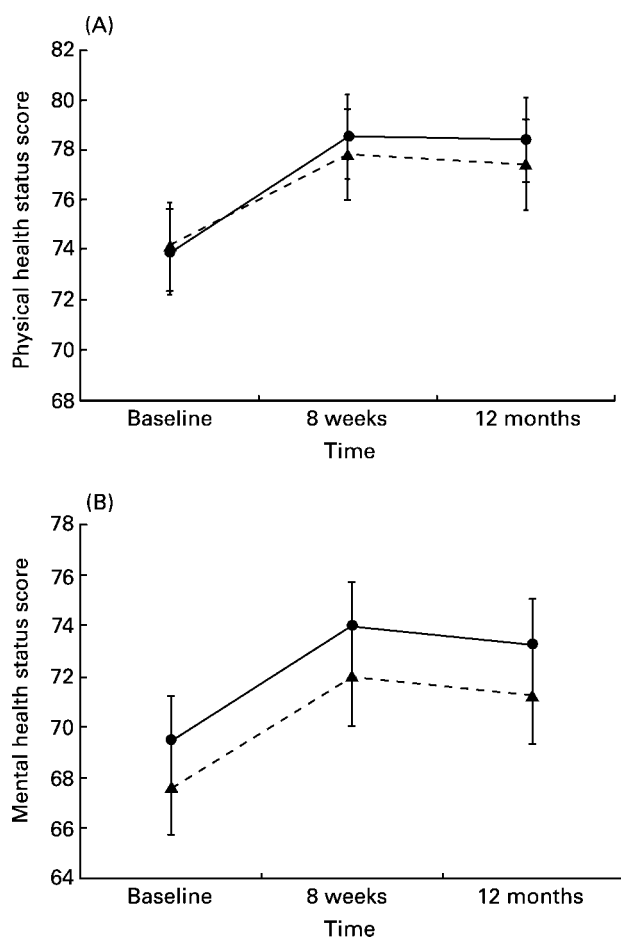 (A)
82
80
78
76
74
72
70
68
Physical health status score
Baseline 8 weeks 12 months
Time
(B)
78
76
74
72
70
68
66
64
Mental health status score
Baseline 8 weeks 12 months
Time